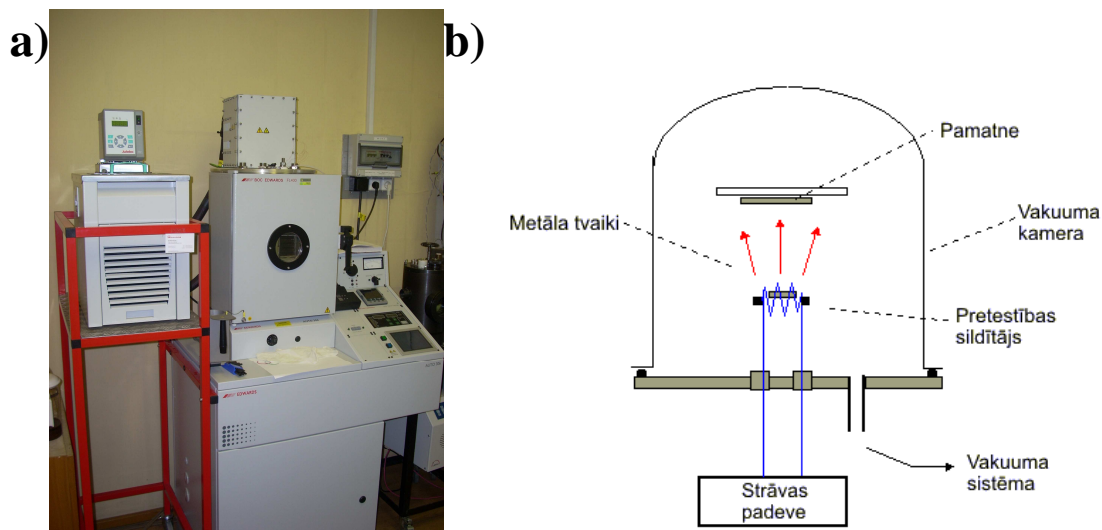 a)
b)
BOC EDWARDS
EDWARDS
Pamatne
Metāla tvaiki
Vakuuma
kamera
Pretestības
sildītājs
Vakuuma
sistēma
Strāvas
padeve